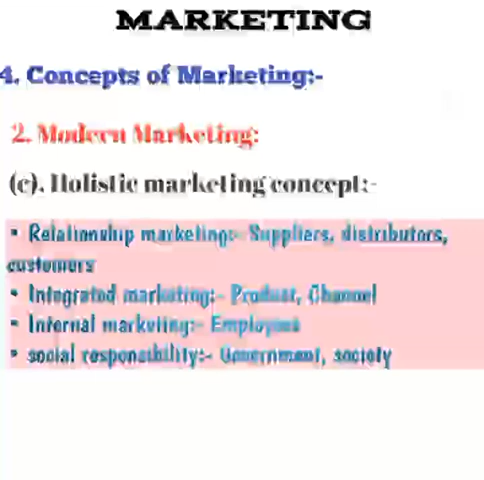 MARKETING
4. Concepts of Marketing:-
2. Modern Marketing:
(c). Holistic marketing concept:-
• Relationship marketing:- Suppliers, distributors,
customers
• Integrated marketing:- Product, Channel
• Internal marketing:- Employees
• social responsibility:- Government, society